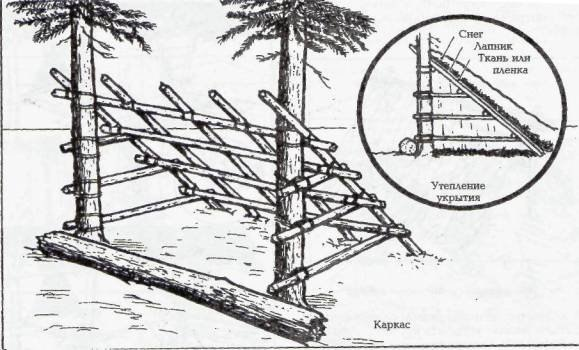 Снег
Лапник
Ткань или
пленка
Утепление
укрытия
Каркас